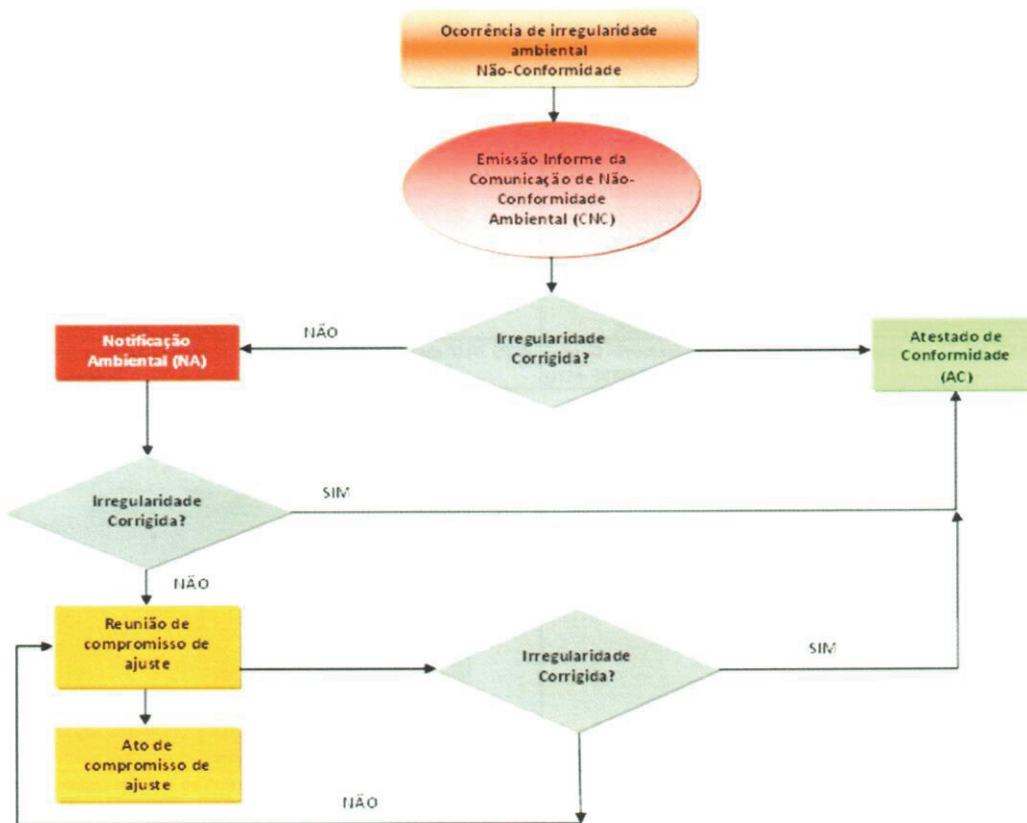 Ocorrência de irregularidade
ambiental
Não-Conformidade
Emissão Informe da
Comunicação de Não-
Conformidade
Ambiental (CNC)
Irregularidade
Corrigida?
NÃO
Notificação
Ambiental (NA)
Atestado de
Conformidade
(AC)
Irregularidade
Corrigida?
SIM
NÃO
Reunião de
compromisso de
ajuste
Irregularidade
Corrigida?
SIM
Ato de
compromisso de
ajuste
NÃO